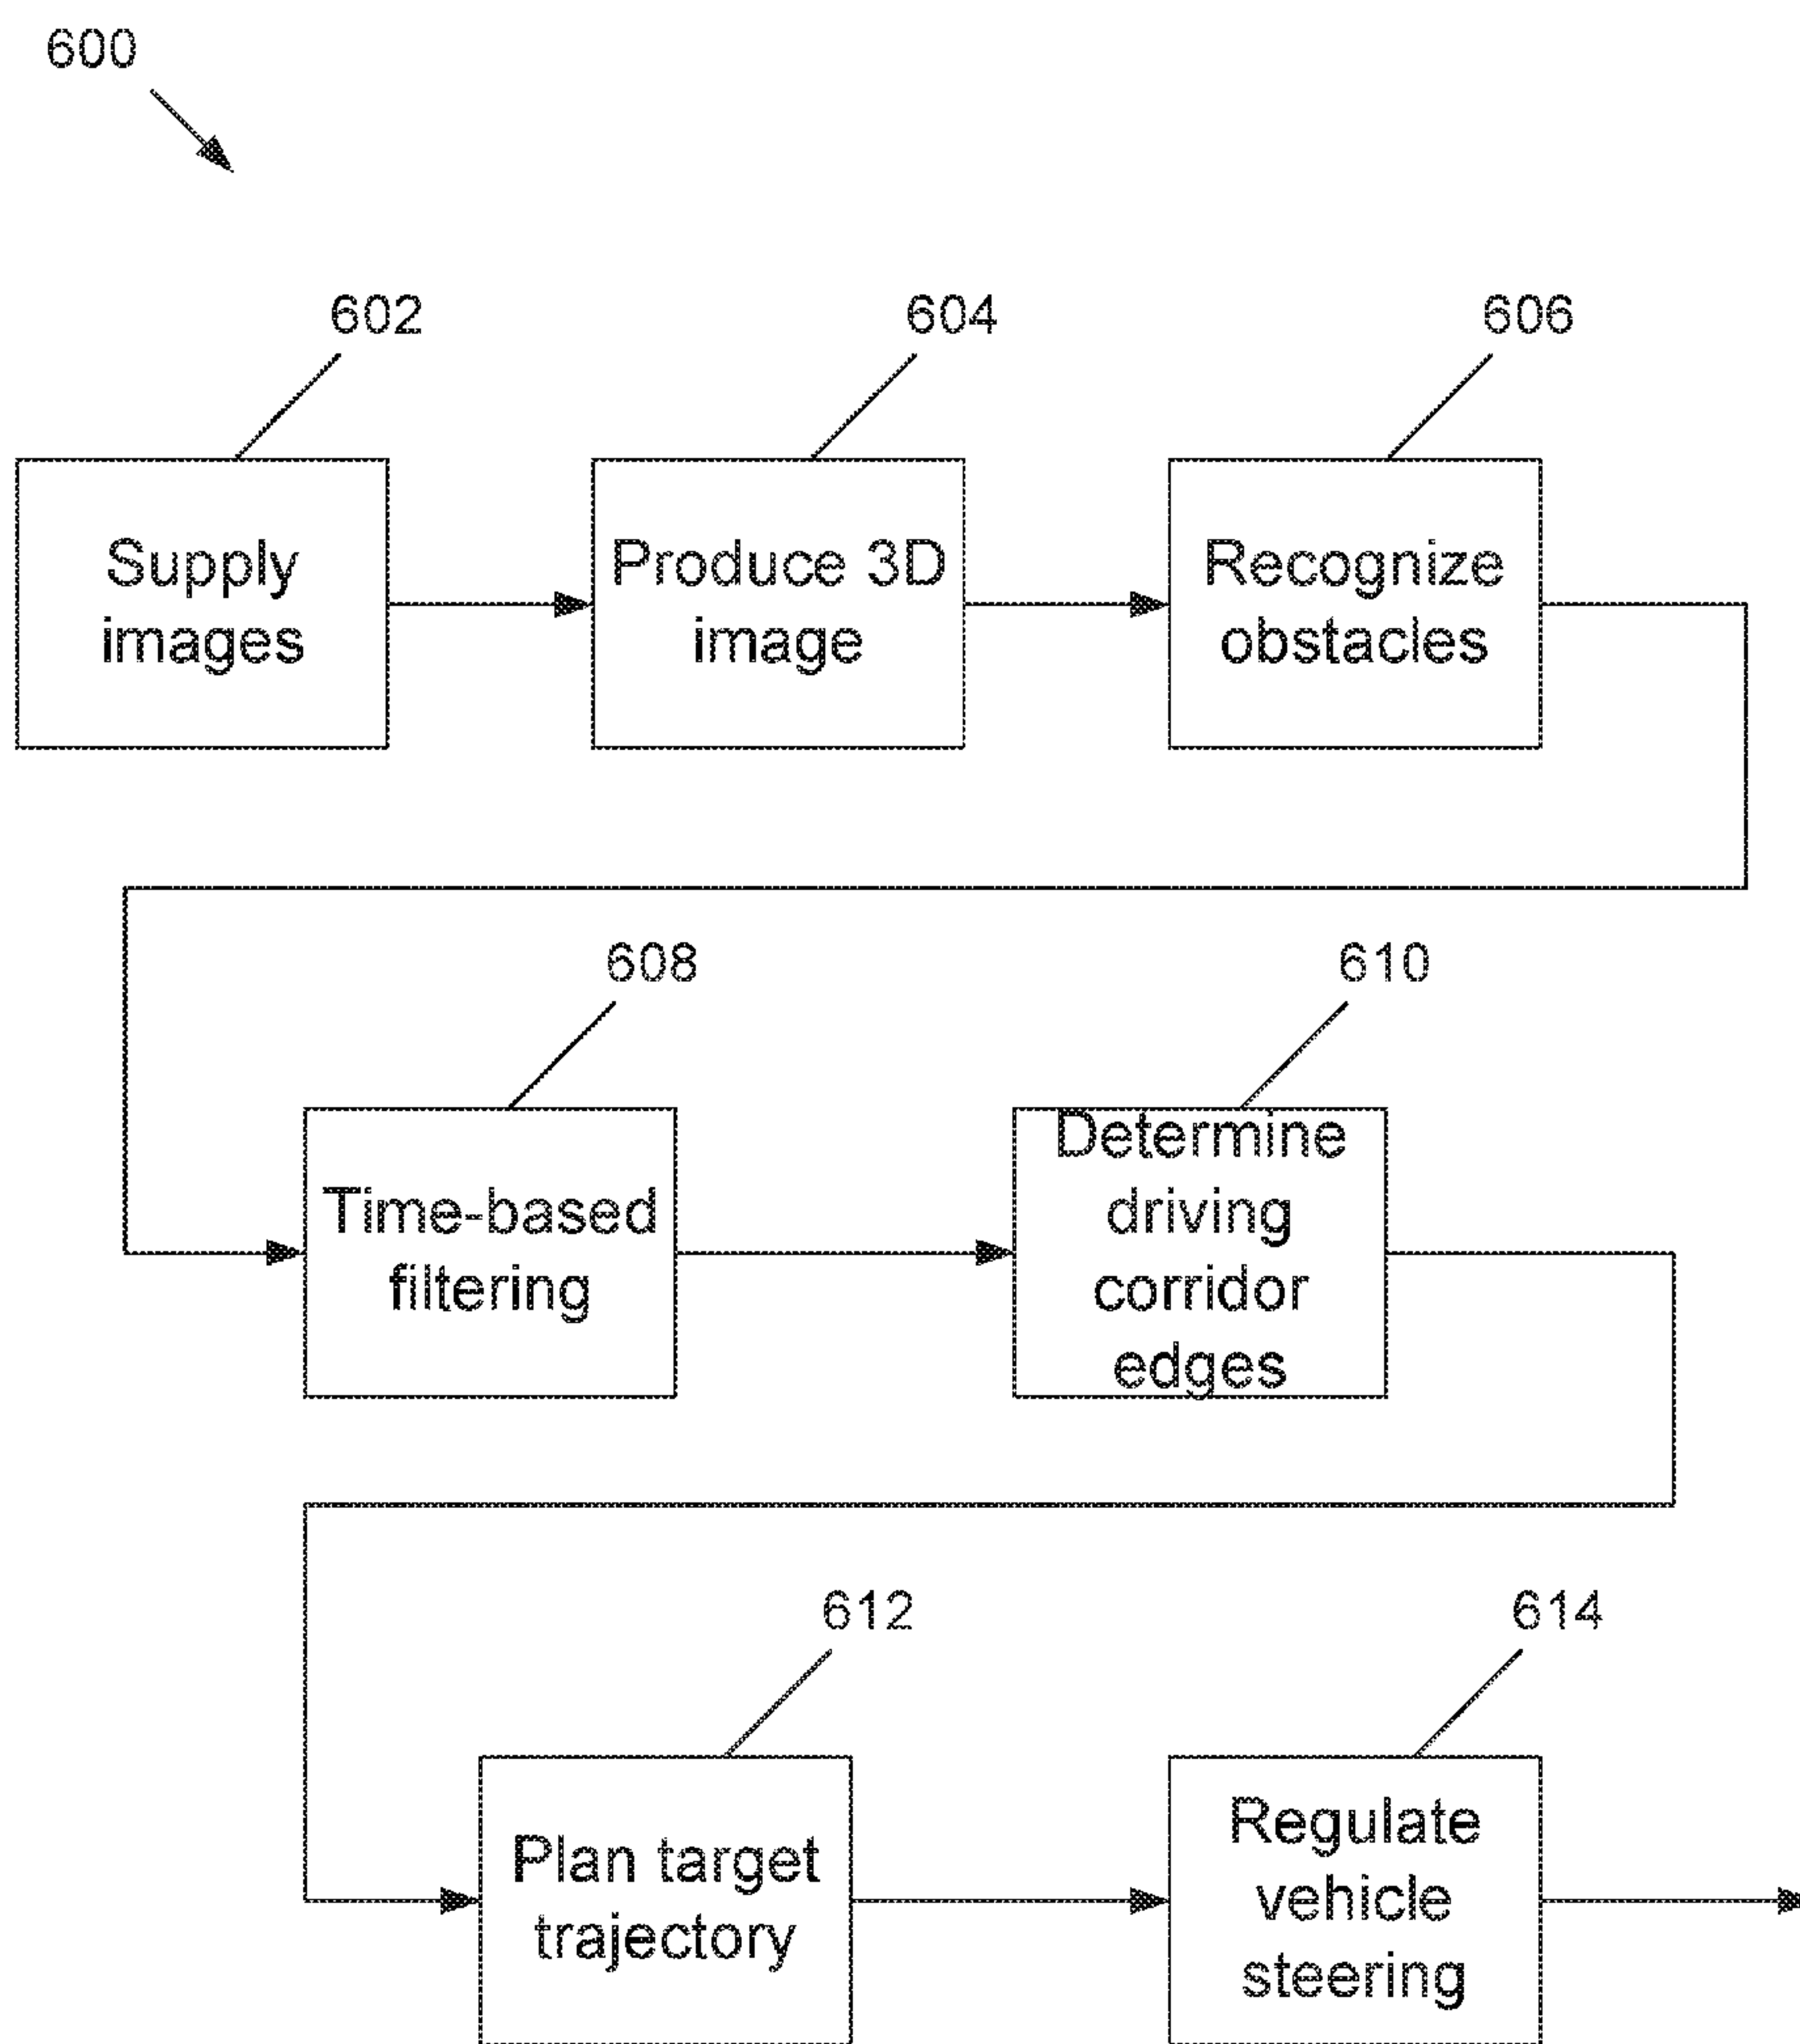 600
602
604
606
Supply
images
Produce 3D
image
Recognize
obstacles
608
610
Time-based
filtering
Determine
driving
corridor
edges
612
614
Plan target
trajectory
Regulate
vehicle
steering